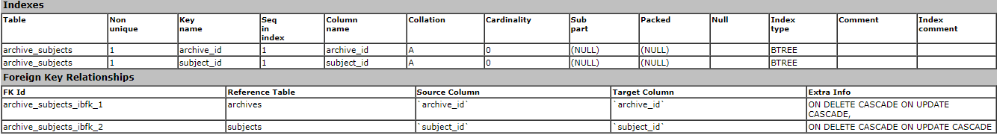 Indexes
Table Non unique Key name Seq in index Column name Collation Cardinality Sub part Packed Null Index type Comment Index comment
archive_subjects 1 archive_id 1 archive_id A 0 (NULL) (NULL) BTREE
archive_subjects 1 subject_id 1 subject_id A 0 (NULL) (NULL) BTREE
Foreign Key Relationships
FK Id Reference Table Source Column Target Column Extra Info
archive_subjects_ibfk_1 archives `archive_id` `archive_id` ON DELETE CASCADE ON UPDATE
CASCADE,
archive_subjects_ibfk_2 subjects `subject_id` `subject_id` ON DELETE CASCADE ON UPDATE CASCADE